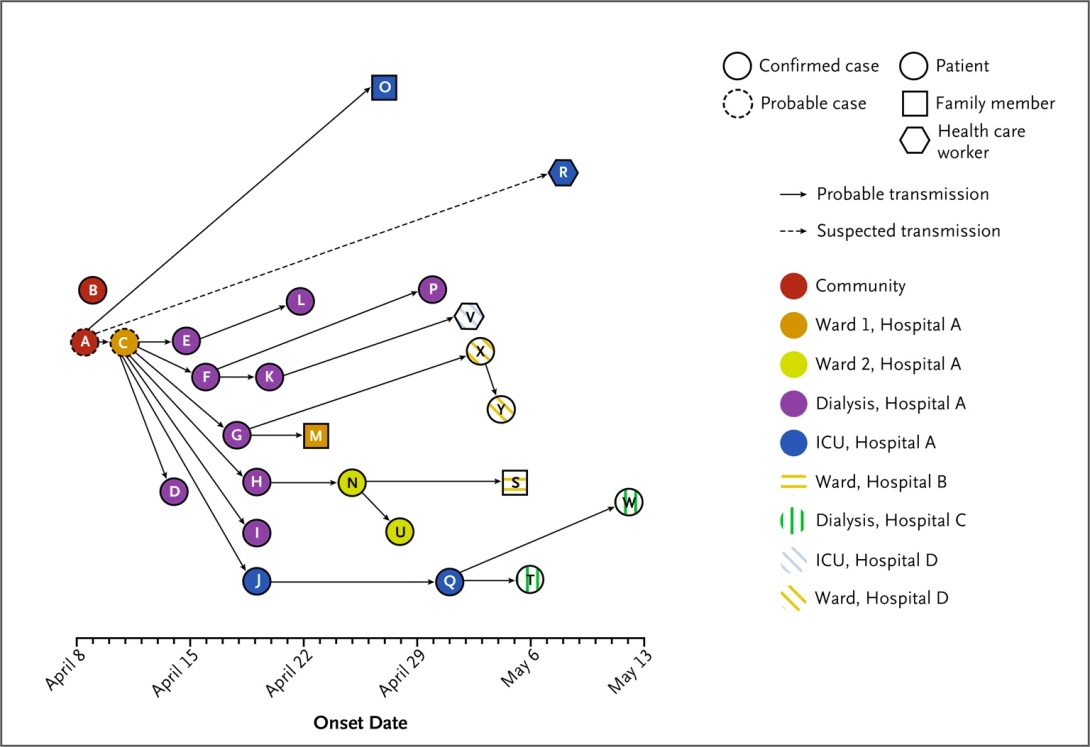 O
Confirmed case
Patient
Probable case
Family member
Health care
worker
R
Probable transmission
Suspected transmission
B
L
P
Community
V
A
C
E
X
Ward 1, Hospital A
F
K
Ward 2, Hospital A
Y
Dialysis, Hospital A
G
M
ICU, Hospital A
D
H
N
S
Ward, Hospital B
W
I
U
Dialysis, Hospital C
J
Q
T
ICU, Hospital D
Ward, Hospital D
April 8
April 15
April 22
April 29
May 6
May 13
Onset Date